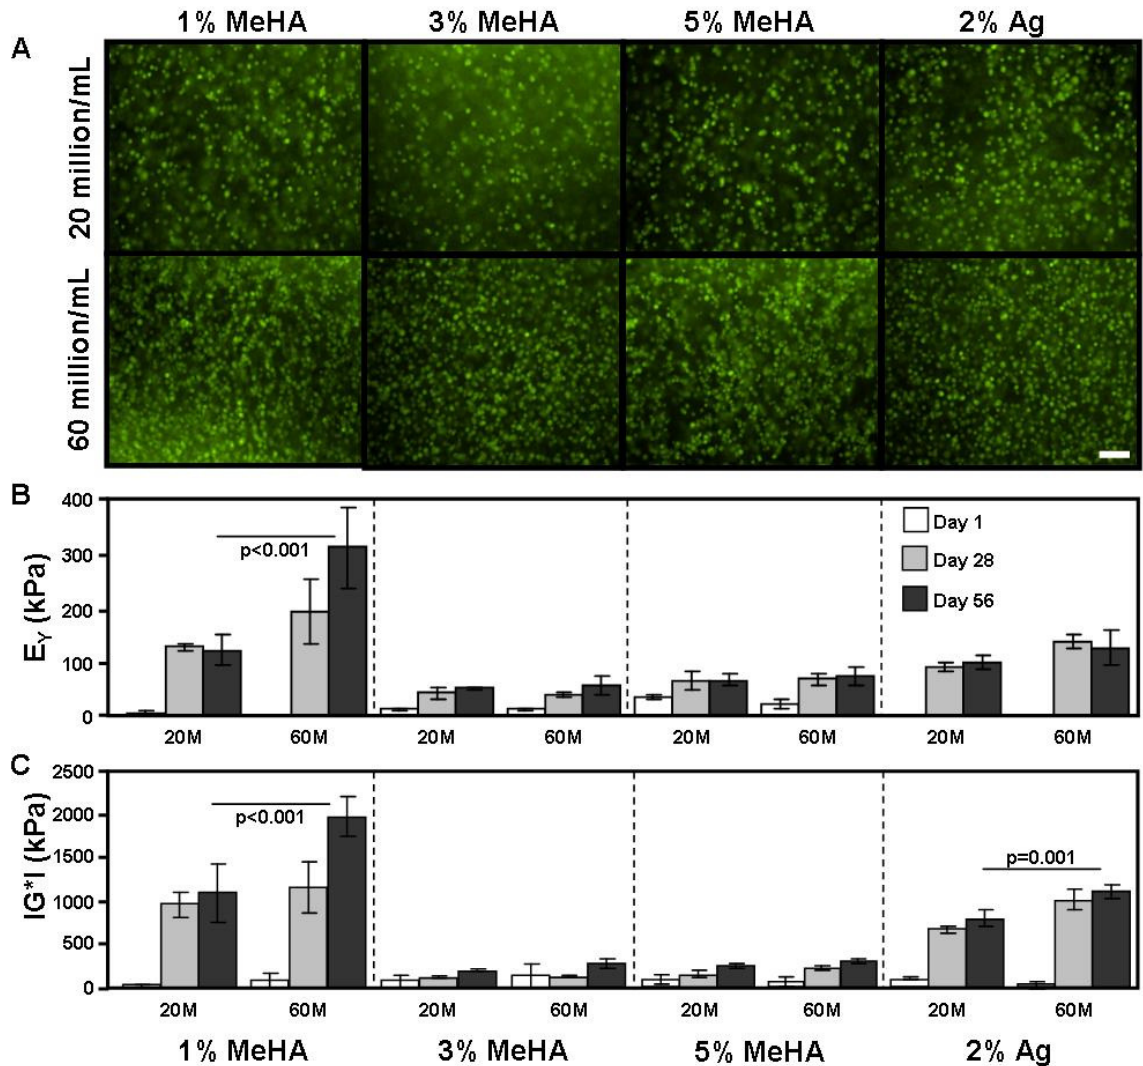 1% MeHA 3% MeHA 5% MeHA 2% Ag
A
20 million/mL
60 million/mL
B
400
300
200
100
0
E_Y (kPa)
p<0.001
Day 1
Day 28
Day 56
20M 60M 20M 60M 20M 60M 20M 60M
C
2500
2000
1500
1000
500
0
IG*I (kPa)
p<0.001
p=0.001
20M 60M 20M 60M 20M 60M 20M 60M
1% MeHA 3% MeHA 5% MeHA 2% Ag